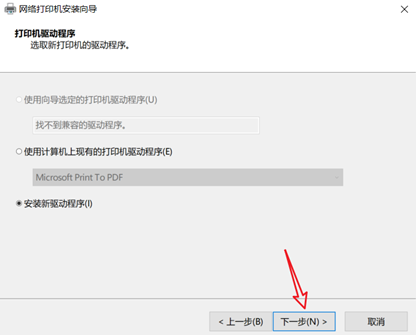 网络打印机安装向导
打印机驱动程序
选取新打印机的驱动程序。
使用向导选定的打印机驱动程序(U)
找不到兼容的驱动程序。
使用计算机上现有的打印机驱动程序(E)
Microsoft Print To PDF
安装新驱动程序(I)
< 上一步(B) 下一步(N) > 取消